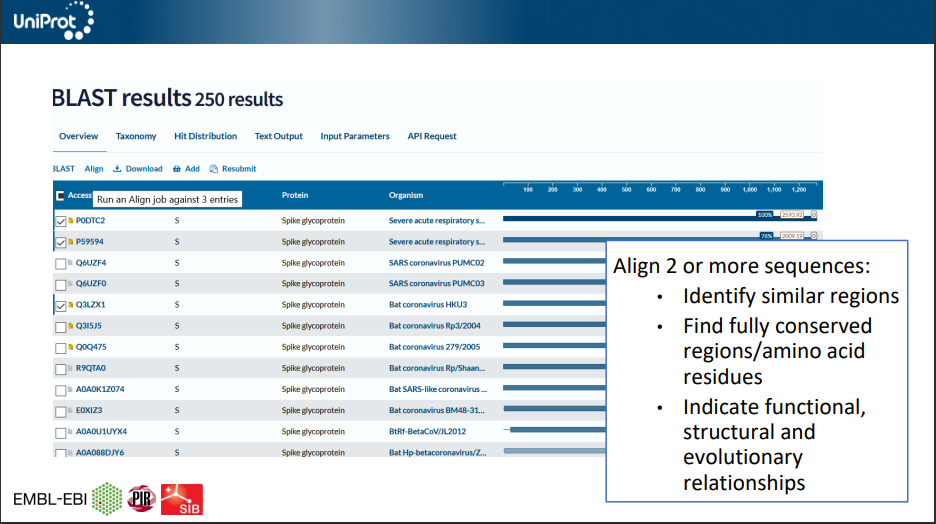 UniProt
BLAST results 250 results
Overview Taxonomy Hit Distribution Text Output Input Parameters API Request
BLAST Align Download Add Resubmit
Access Protein Organism 100 200 300 400 500 600 700 800 900 1,000 1,100 1,200
Run an Align job against 3 entries
P0DTC2 S Spike glycoprotein Severe acute respiratory s... 100% 2593.92 0
P59594 S Spike glycoprotein Severe acute respiratory s... 76% 2009.19 0
Q6UZF4 S Spike glycoprotein SARS coronavirus PUMC02
Q6UZF0 S Spike glycoprotein SARS coronavirus PUMC03
Q3LZX1 S Spike glycoprotein Bat coronavirus HKU3
Q3I5J5 S Spike glycoprotein Bat coronavirus Rp3/2004
Q0Q475 S Spike glycoprotein Bat coronavirus 279/2005
R9QTA0 S Spike glycoprotein Bat coronavirus Rp/Shaan...
A0A0K1Z074 S Spike glycoprotein Bat SARS-like coronavirus ...
E0XIZ3 S Spike glycoprotein Bat coronavirus BM48-31...
A0A0U1UYX4 S Spike glycoprotein BtRf-BetaCoV/JL2012
A0A088DJY6 S Spike glycoprotein Bat Hp-betacoronavirus/Z...
Align 2 or more sequences:
• Identify similar regions
• Find fully conserved
regions/amino acid
residues
• Indicate functional,
structural and
evolutionary
relationships
EMBL-EBI PIR SIB